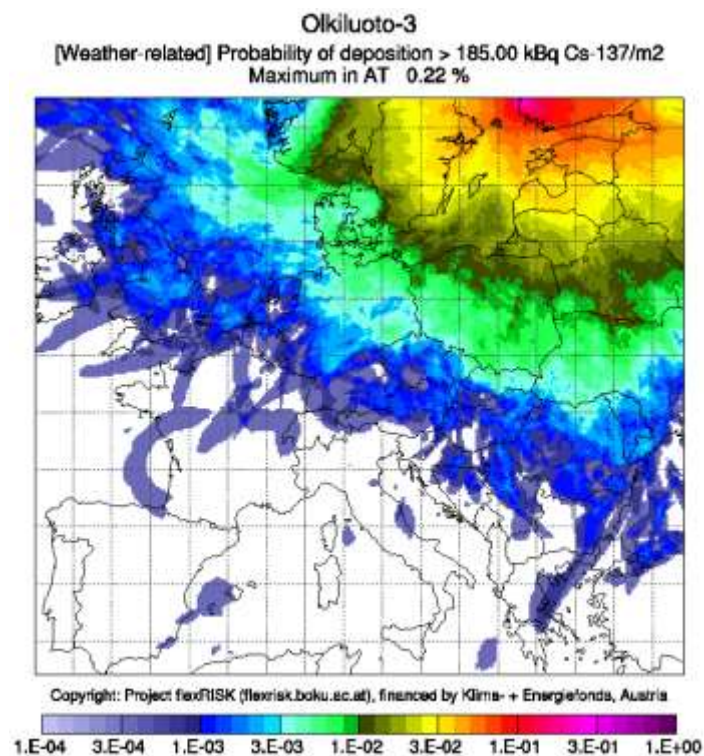 Olkiluoto-3
[Weather-related] Probability of deposition > 185.00 kBq Cs-137/m2
Maximum in AT 0.22 %
Copyright: Project flexRISK (flexrisk.boku.ac.at), financed by Klima- + Energiefonds, Austria
1.E-04 3.E-04 1.E-03 3.E-03 1.E-02 3.E-02 1.E-01 3.E-01 1.E+00